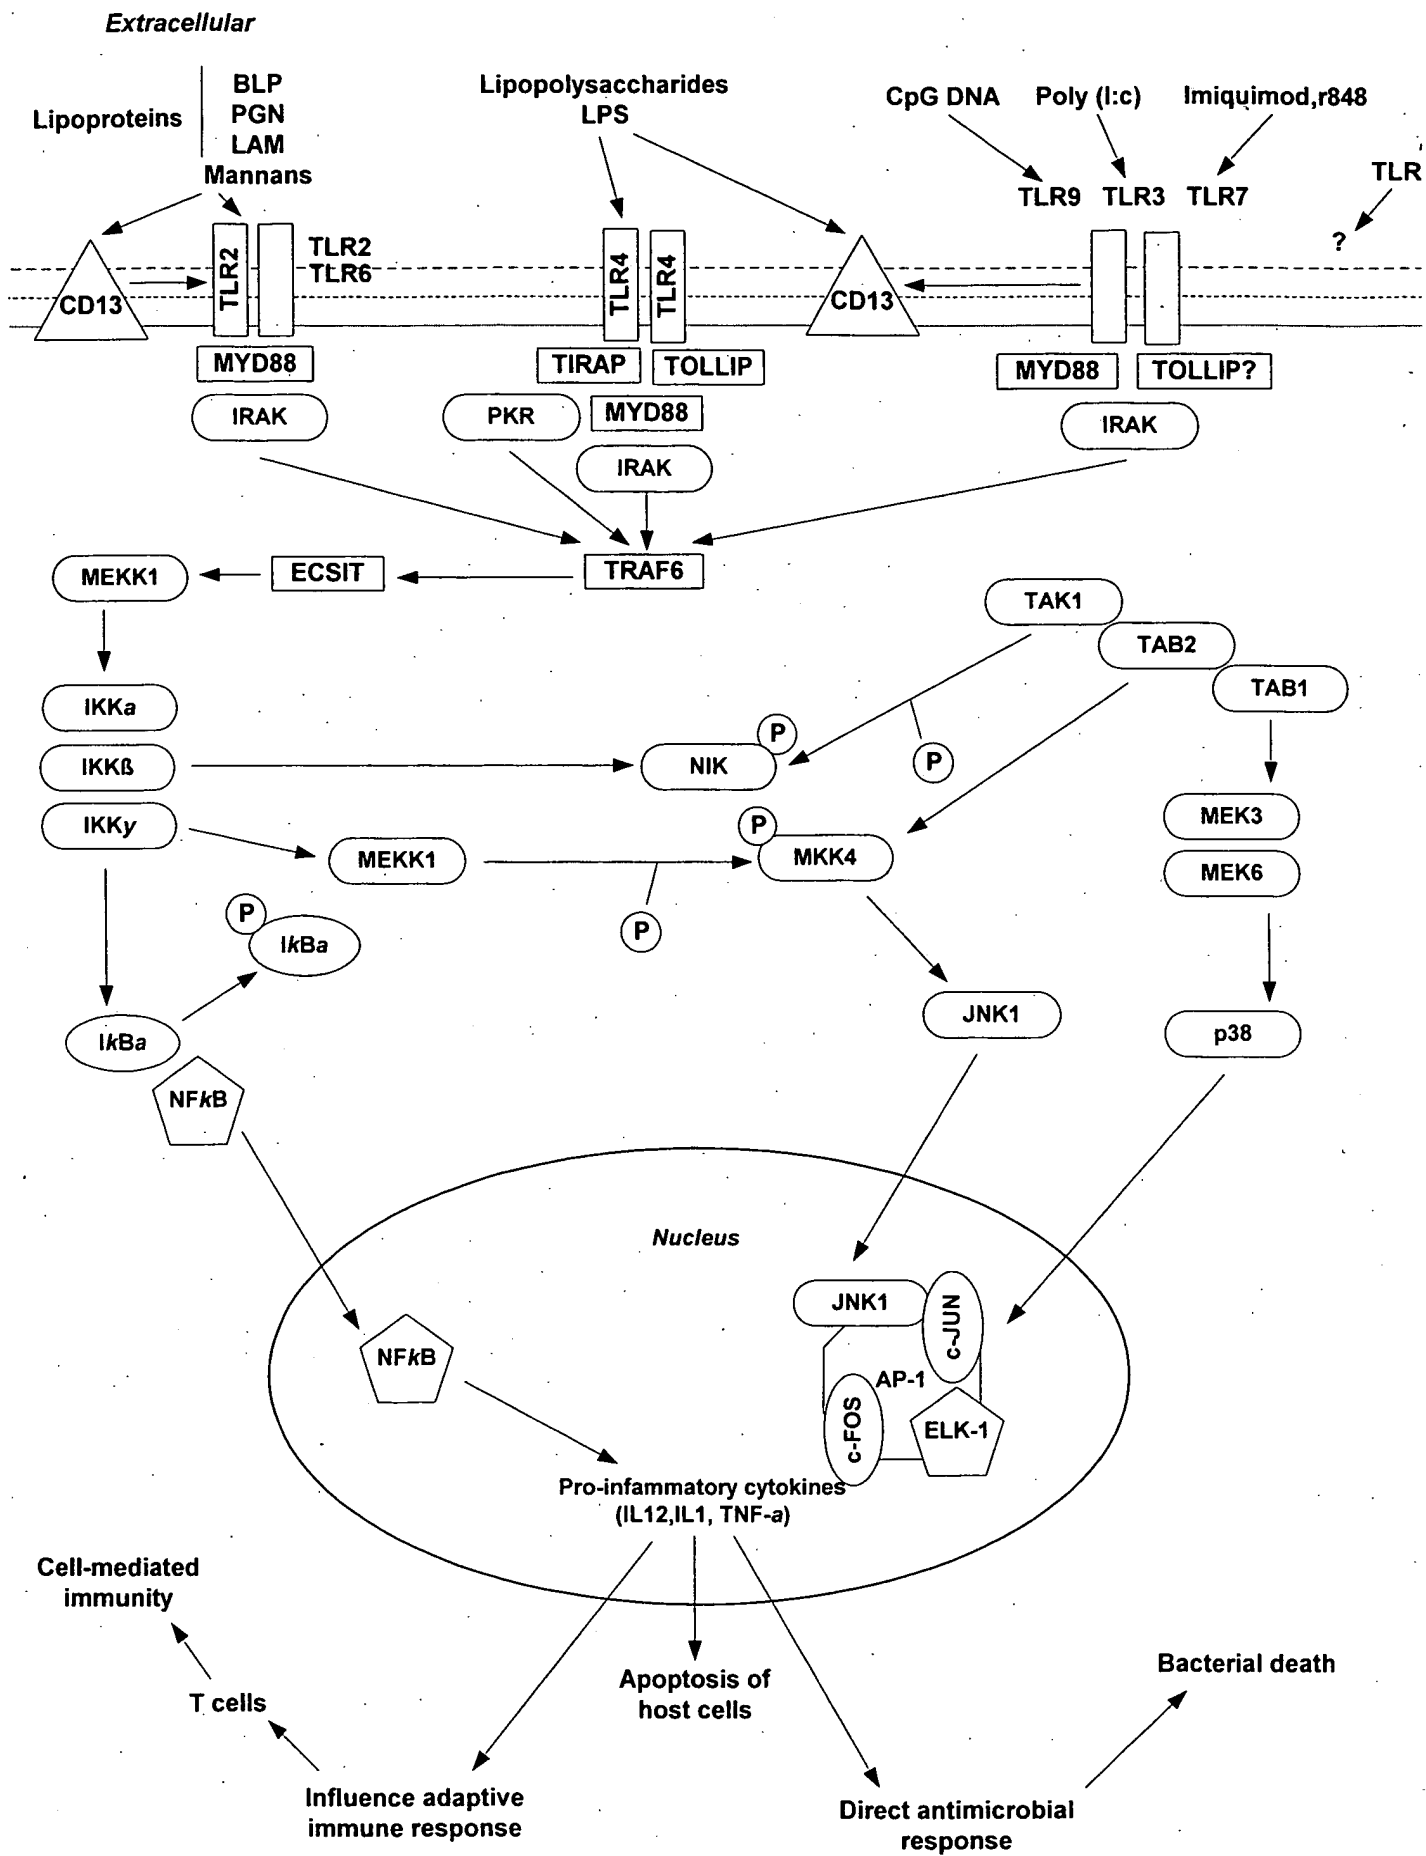 Extracellular
Lipoproteins
BLP
PGN
LAM
Mannans
Lipopolysaccharides
LPS
CpG DNA
Poly (I:c)
Imiquimod,r848
TLR9
TLR3
TLR7
TLR
?
CD13
TLR2
TLR2
TLR6
TLR4
TLR4
CD13
MYD88
TIRAP
TOLLIP
MYD88
TOLLIP?
IRAK
PKR
MYD88
IRAK
IRAK
MEKK1
ECSIT
TRAF6
TAK1
TAB2
TAB1
IKKa
IKKß
IKKy
NIK
P
P
MEKK1
P
MKK4
P
MEK3
MEK6
P
IkBa
IkBa
NFkB
JNK1
p38
Nucleus
NFkB
JNK1
c-JUN
AP-1
c-FOS
ELK-1
Pro-infammatory cytokines
(IL12,IL1, TNF-a)
Cell-mediated
immunity
T cells
Influence adaptive
immune response
Apoptosis of
host cells
Direct antimicrobial
response
Bacterial death